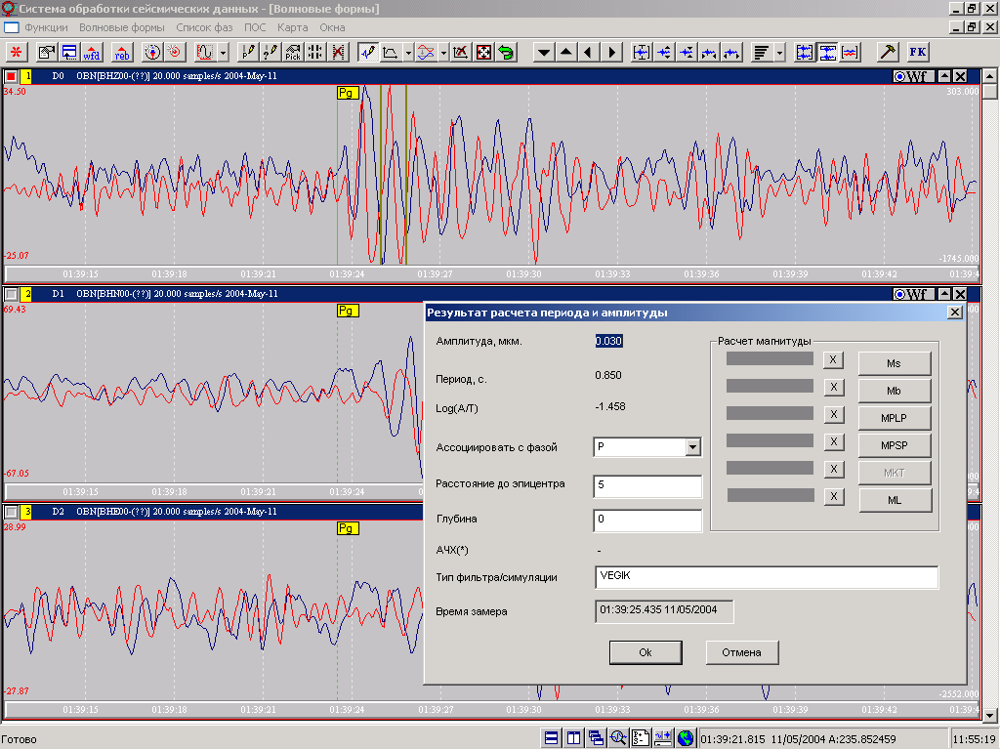 Система обработки сейсмических данных - [Волновые формы]
Функции Волновые формы Список фаз ПОС Карта Окна
wfd reb Pick FK
1 D0 OBN[BHZ00-(??)] 20.000 samples/s 2004-May-11 Wf
34.50 Pg 303.000
-25.07 -1745.000
01:39:15 01:39:18 01:39:21 01:39:24 01:39:27 01:39:30 01:39:33 01:39:36 01:39:39 01:39:42 01:39:4
2 D1 OBN[BHN00-(??)] 20.000 samples/s 2004-May-11 Wf
69.43 Pg
-67.05
01:39:15 01:39:18 01:39:21 01:39:24
3 D2 OBN[BHE00-(??)] 20.000 samples/s 2004-May-11
28.99 Pg
-27.87 -2552.000
01:39:15 01:39:18 01:39:21 01:39:24 01:39:27 01:39:30 01:39:33 01:39:36 01:39:39 01:39:42 01:39:4
Результат расчета периода и амплитуды
Амплитуда, мкм. 0.030
Период, с. 0.850
Log(A/T) -1.458
Ассоциировать с фазой P
Расстояние до эпицентра 5
Глубина 0
АЧХ(*) -
Тип фильтра/симуляции VEGIK
Время замера 01:39:25.435 11/05/2004
Ok Отмена
Расчет магнитуды
X Ms
X Mb
X MPLP
X MPSP
X MKT
X ML
Готово 01:39:21.815 11/05/2004 A:235.852459 11:55:19